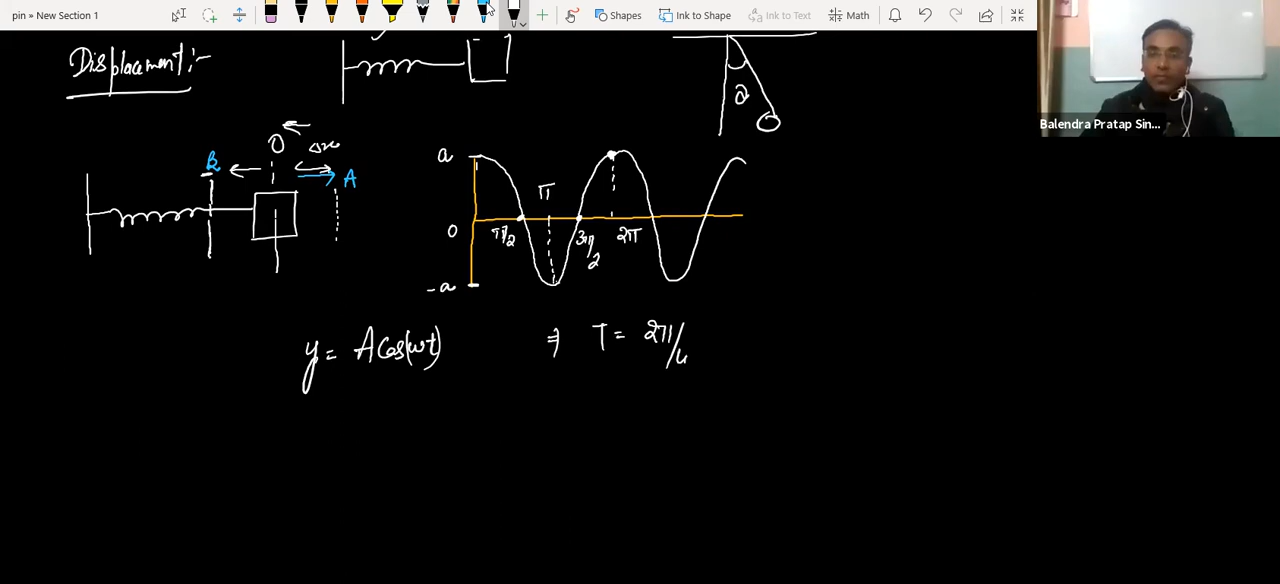 pin » New Section 1
Shapes
Ink to Shape
Ink to Text
Math
Share
Displacement:-
θ
Balendra Pratap Sin...
O
B
A
a
π
0
π/2
3π/2
2π
-a
y = A Cos(ωt)
⇒ T = 2π/